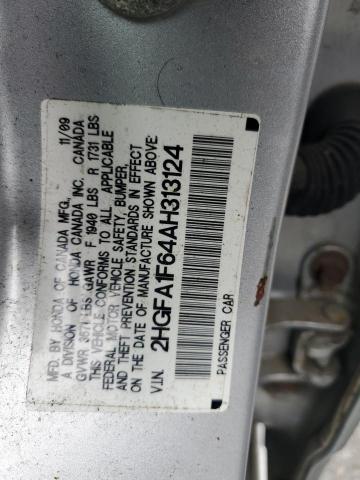 MFD. BY HONDA OF CANADA MFG. 11/09
A DIVISION OF HONDA CANADA INC. CANADA
GVWR LBS GAWR F 1940 LBS R 1731 LBS
THIS VEHICLE CONFORMS TO ALL APPLICABLE
FEDERAL MOTOR VEHICLE SAFETY, BUMPER,
AND THEFT PREVENTION STANDARDS IN EFFECT
ON THE DATE OF MANUFACTURE SHOWN ABOVE.
V.I.N. 2HGFA1F64AH313124
PASSENGER CAR